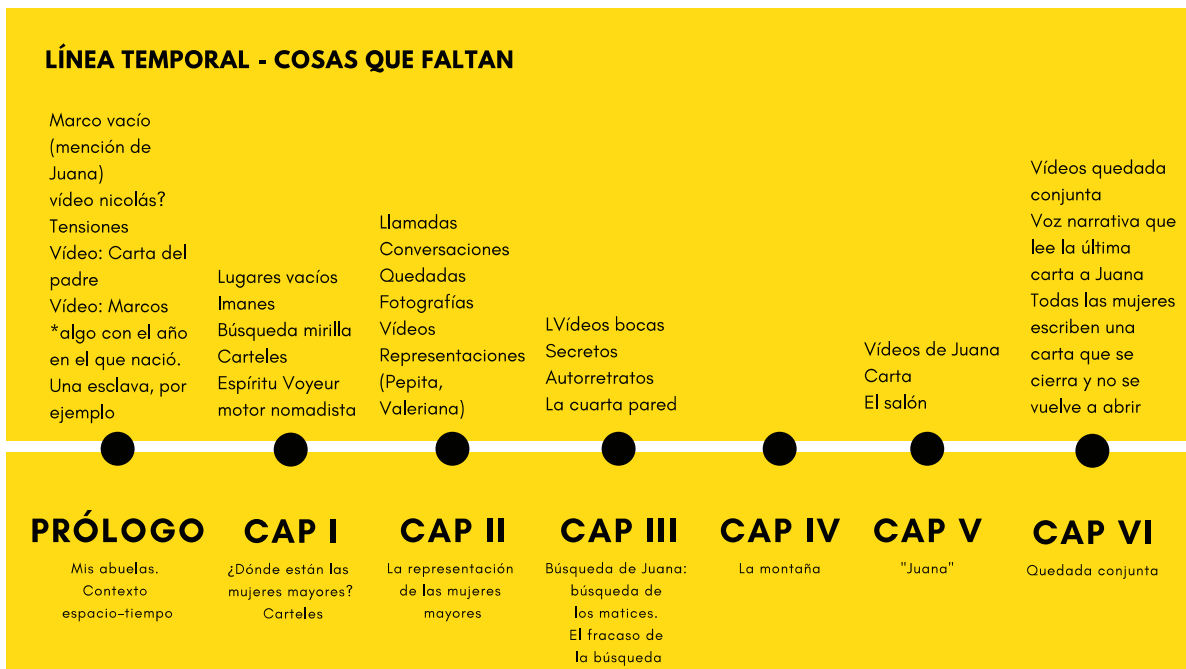 LÍNEA TEMPORAL - COSAS QUE FALTAN
Marco vacío
(mención de
Juana)
vídeo nicolás?
Tensiones
Vídeo: Carta del
padre
Vídeo: Marcos
*algo con el año
en el que nació.
Una esclava, por
ejemplo
Lugares vacíos
Imanes
Búsqueda mirilla
Carteles
Espíritu Voyeur
motor nomadista
Llamadas
Conversaciones
Quedadas
Fotografías
Vídeos
Representaciones
(Pepita,
Valeriana)
LVídeos bocas
Secretos
Autorretratos
La cuarta pared
Vídeos de Juana
Carta
El salón
Vídeos quedada
conjunta
Voz narrativa que
lee la última
carta a Juana
Todas las mujeres
escriben una
carta que se
cierra y no se
vuelve a abrir
PRÓLOGO
Mis abuelas.
Contexto
espacio-tiempo
CAP I
¿Dónde están las
mujeres mayores?
Carteles
CAP II
La representación
de las mujeres
mayores
CAP III
Búsqueda de Juana:
búsqueda de
los matices.
El fracaso de
la búsqueda
CAP IV
La montaña
CAP V
"Juana"
CAP VI
Quedada conjunta